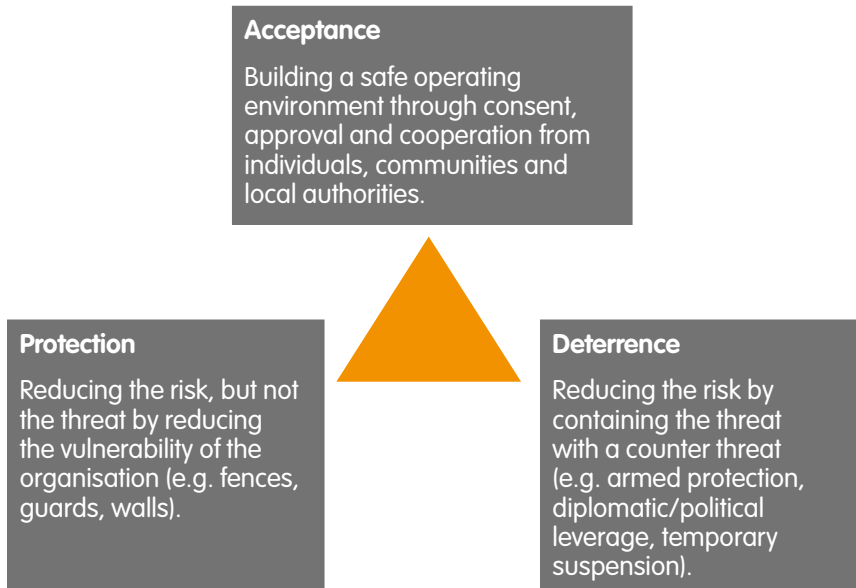 Acceptance
Building a safe operating
environment through consent,
approval and cooperation from
individuals, communities and
local authorities.
Protection
Reducing the risk, but not
the threat by reducing
the vulnerability of the
organisation (e.g. fences,
guards, walls).
Deterrence
Reducing the risk by
containing the threat
with a counter threat
(e.g. armed protection,
diplomatic/political
leverage, temporary
suspension).